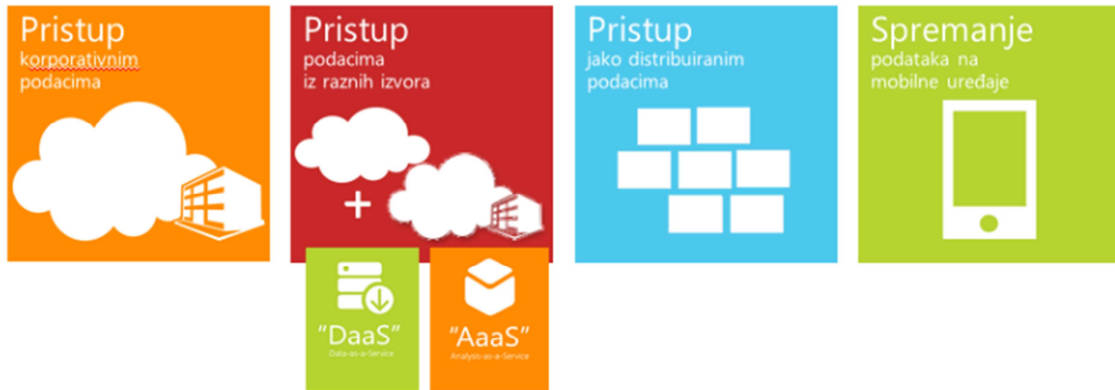 Pristup
korporativnim
podacima
Pristup
podacima
iz raznih izvora
Pristup
jako distribuiranim
podacima
Spremanje
podataka na
mobilne uređaje
"DaaS"
Data-as-a-Service
"AaaS"
Analysis-as-a-Service